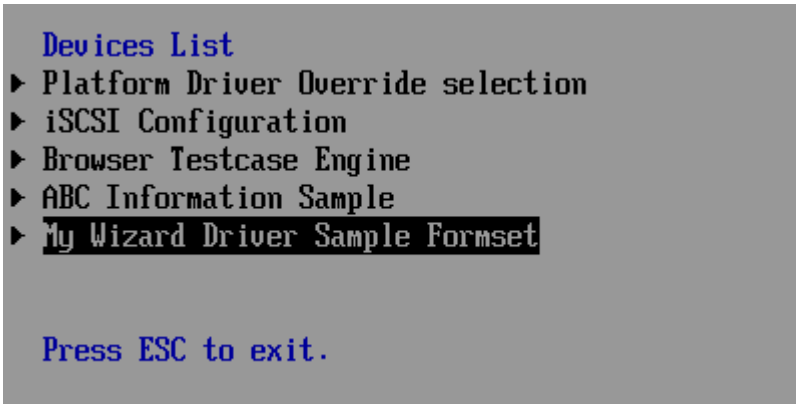 Devices List
Platform Driver Override selection
iSCSI Configuration
Browser Testcase Engine
ABC Information Sample
My Wizard Driver Sample Formset
Press ESC to exit.